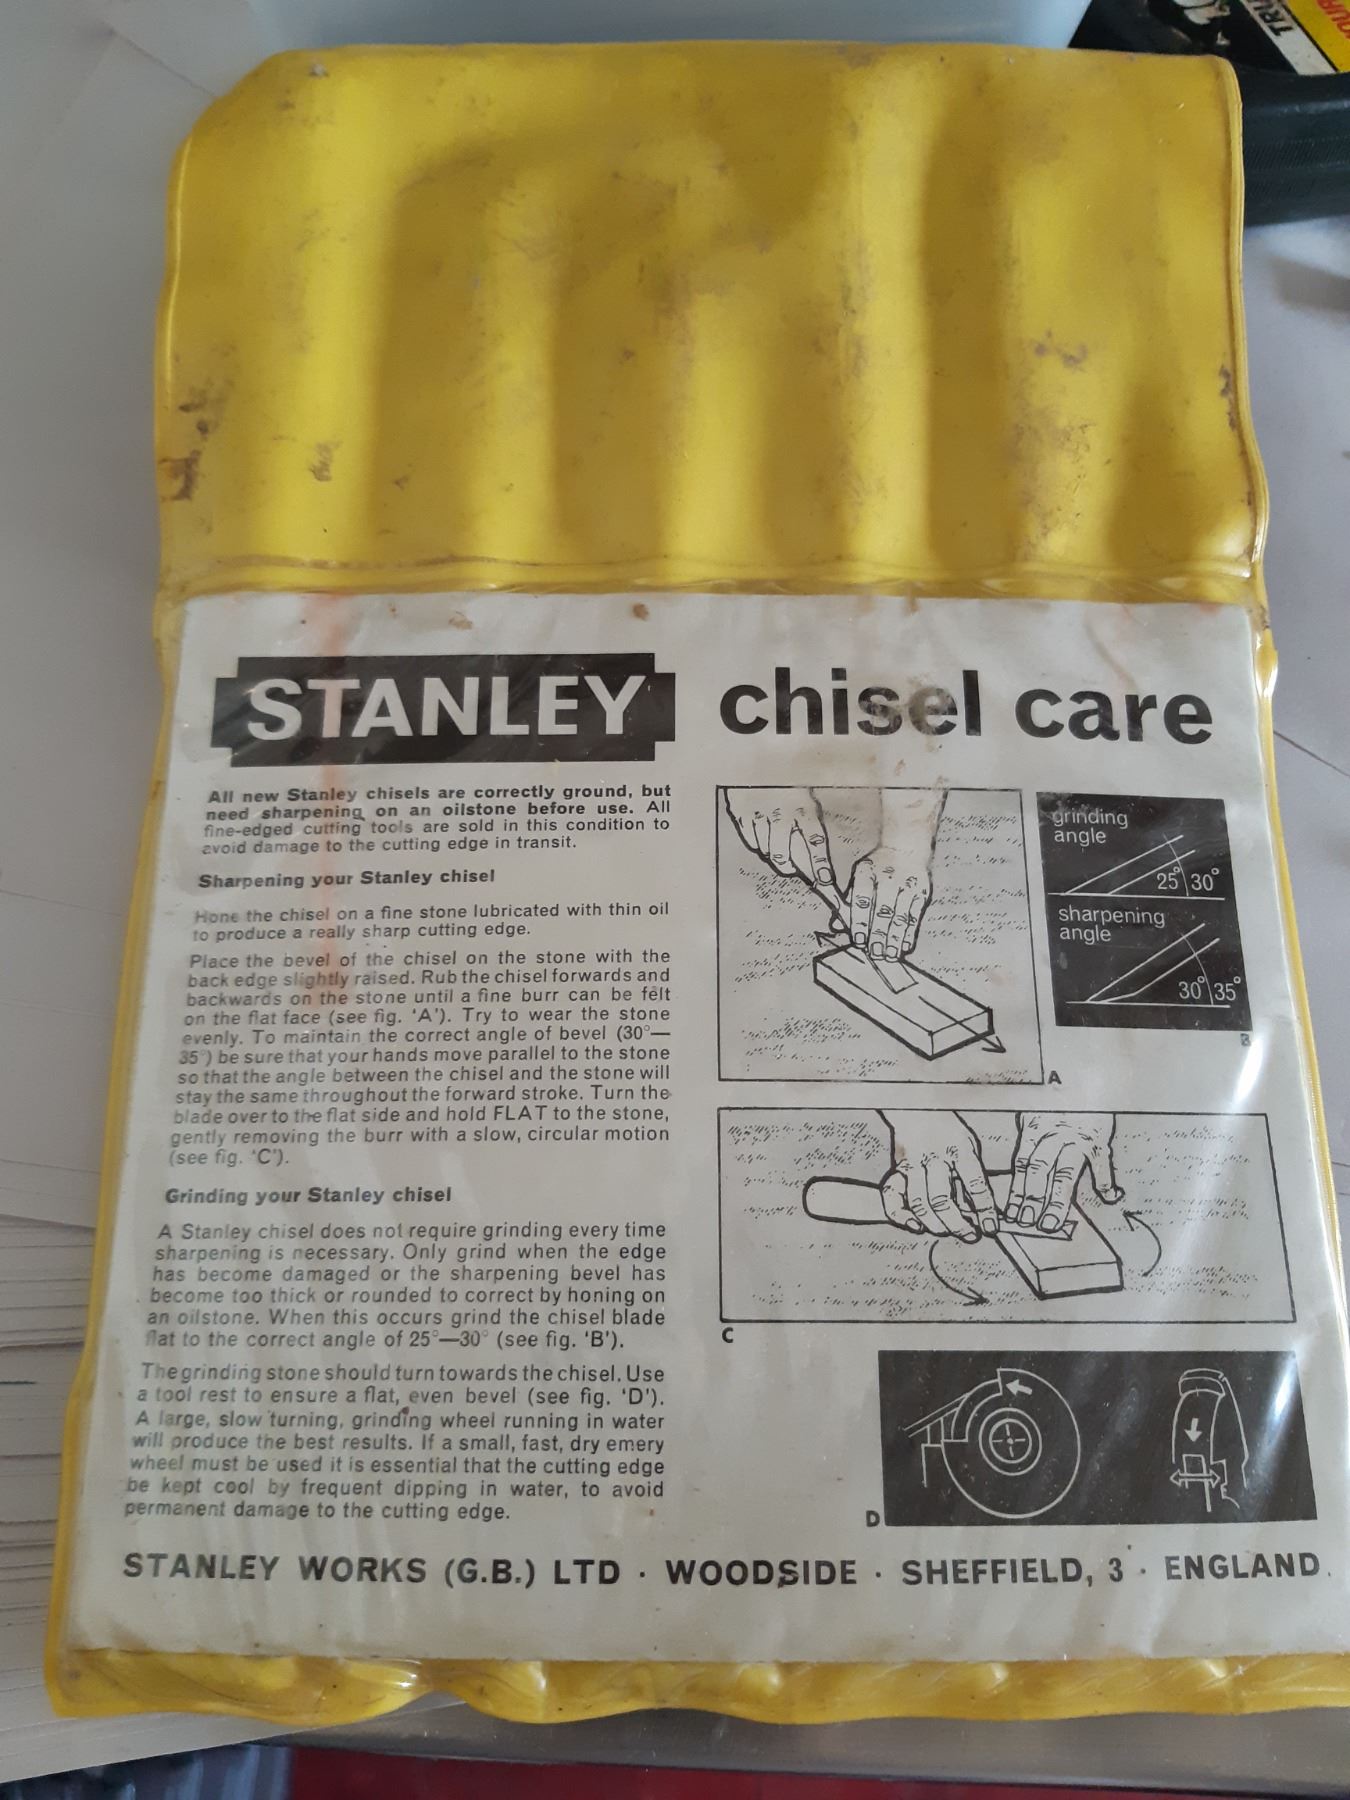 TRU
OUR
STANLEY chisel care
All new Stanley chisels are correctly ground, but
need sharpening on an oilstone before use. All
fine-edged cutting tools are sold in this condition to
avoid damage to the cutting edge in transit.
Sharpening your Stanley chisel
Hone the chisel on a fine stone lubricated with thin oil
to produce a really sharp cutting edge.
Place the bevel of the chisel on the stone with the
back edge slightly raised. Rub the chisel forwards and
backwards on the stone until a fine burr can be felt
on the flat face (see fig. 'A'). Try to wear the stone
evenly. To maintain the correct angle of bevel (30°—
35°) be sure that your hands move parallel to the stone
so that the angle between the chisel and the stone will
stay the same throughout the forward stroke. Turn the
blade over to the flat side and hold FLAT to the stone,
gently removing the burr with a slow, circular motion
(see fig. 'C').
Grinding your Stanley chisel
A Stanley chisel does not require grinding every time
sharpening is necessary. Only grind when the edge
has become damaged or the sharpening bevel has
become too thick or rounded to correct by honing on
an oilstone. When this occurs grind the chisel blade
flat to the correct angle of 25°—30° (see fig. 'B').
The grinding stone should turn towards the chisel. Use
a tool rest to ensure a flat, even bevel (see fig. 'D').
A large, slow turning, grinding wheel running in water
will produce the best results. If a small, fast, dry emery
wheel must be used it is essential that the cutting edge
be kept cool by frequent dipping in water, to avoid
permanent damage to the cutting edge.
A
grinding
angle
25° 30°
sharpening
angle
30° 35°
B
C
D
STANLEY WORKS (G.B.) LTD · WOODSIDE · SHEFFIELD, 3 · ENGLAND.